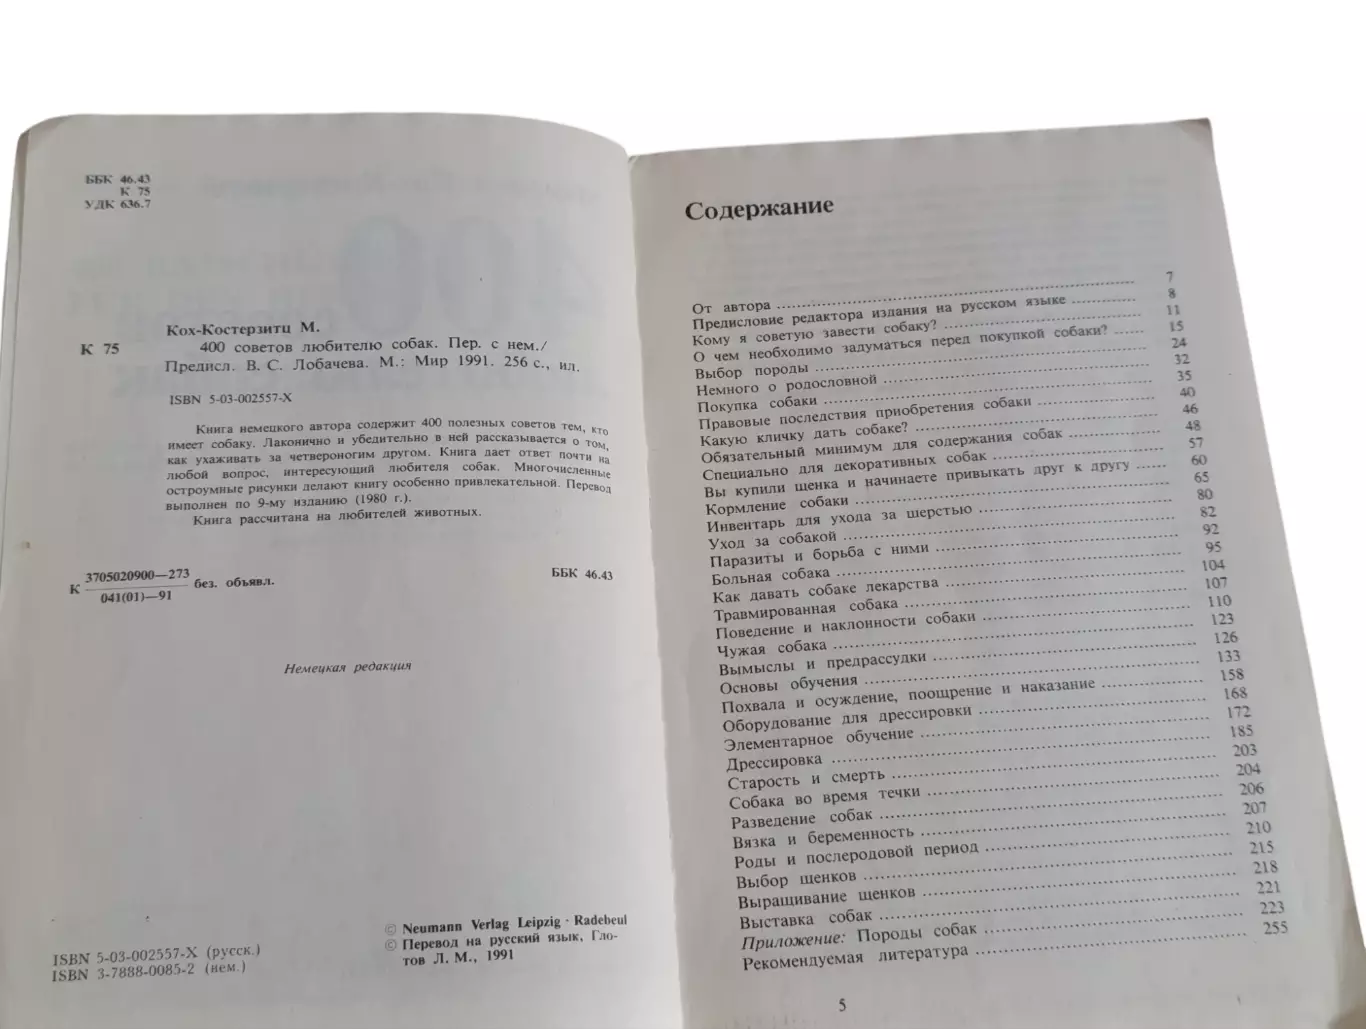 ББК 46.43
К 75
УДК 636.7
Кох-Костерзитц М.
К 75 400 советов любителю собак. Пер. с нем./
Предисл. В. С. Лобачева. М.: Мир 1991. 256 с., ил.
ISBN 5-03-002557-X
Книга немецкого автора содержит 400 полезных советов тем, кто
имеет собаку. Лаконично и убедительно в ней рассказывается о том,
как ухаживать за четвероногим другом. Книга дает ответ почти на
любой вопрос, интересующий любителя собак. Многочисленные
остроумные рисунки делают книгу особенно привлекательной. Перевод
выполнен по 9-му изданию (1980 г.).
Книга рассчитана на любителей животных.
3705020900—273
К без. объявл. ББК 46.43
041(01)—91
Немецкая редакция
© Neumann Verlag Leipzig · Radebeul
© Перевод на русский язык, Гло-
тов Л. М., 1991
ISBN 5-03-002557-X (русск.)
ISBN 3-7888-0085-2 (нем.)
Содержание
От автора 7
Предисловие редактора издания на русском языке 8
Кому я советую завести собаку? 11
О чем необходимо задуматься перед покупкой собаки? 15
Выбор породы 24
Немного о родословной 32
Покупка собаки 35
Правовые последствия приобретения собаки 40
Какую кличку дать собаке? 46
Обязательный минимум для содержания собак 48
Специально для декоративных собак 57
Вы купили щенка и начинаете привыкать друг к другу 60
Кормление собаки 65
Инвентарь для ухода за шерстью 80
Уход за собакой 82
Паразиты и борьба с ними 92
Больная собака 95
Как давать собаке лекарства 104
Травмированная собака 107
Поведение и наклонности собаки 110
Чужая собака 123
Вымыслы и предрассудки 126
Основы обучения 133
Похвала и осуждение, поощрение и наказание 158
Оборудование для дрессировки 168
Элементарное обучение 172
Дрессировка 185
Старость и смерть 203
Собака во время течки 204
Разведение собак 206
Вязка и беременность 207
Роды и послеродовой период 210
Выбор щенков 215
Выращивание щенков 218
Выставка собак 221
Приложение: Породы собак 223
Рекомендуемая литература 255
5